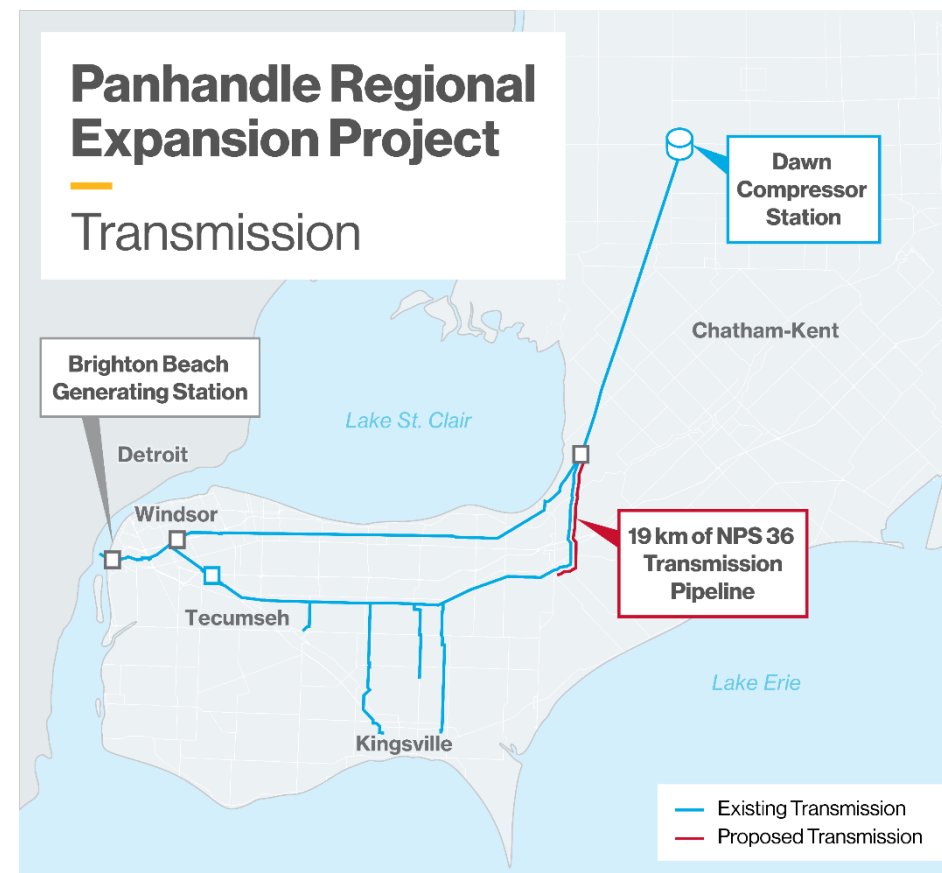 Panhandle Regional
Expansion Project
Transmission
Dawn
Compressor
Station
Chatham-Kent
Brighton Beach
Generating Station
Lake St. Clair
Detroit
Windsor
19 km of NPS 36
Transmission
Pipeline
Tecumseh
Lake Erie
Kingsville
Existing Transmission
Proposed Transmission